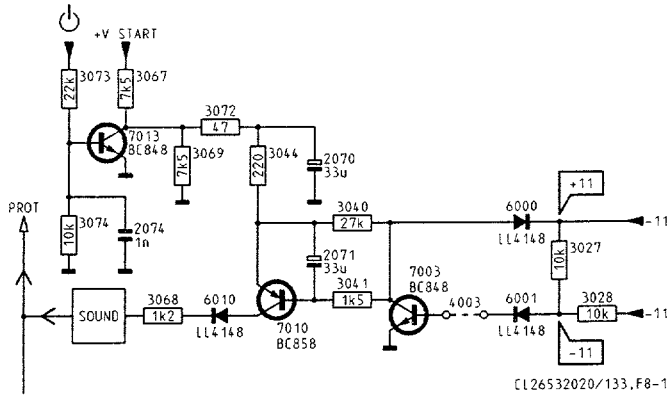 +V START
3073
22k
3067
7k5
3072
47
7013
BC848
3069
7k5
3044
220
2070
33u
PROT
3074
10k
2074
1n
3040
27k
6000
LL4148
+11
-11
3027
10k
2071
33u
3041
1k5
7003
BC848
4003
6001
LL4148
3028
10k
-11
-11
SOUND
3068
1k2
6010
LL4148
7010
BC858
CL26532020/133,F8-1